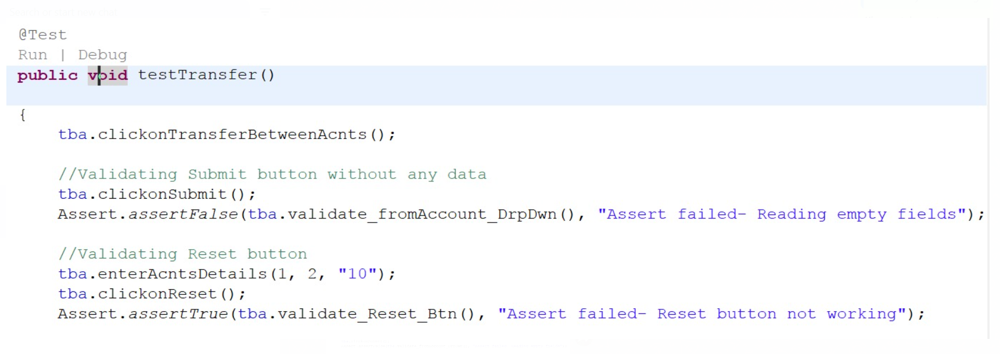 @Test
Run | Debug
public void testTransfer()
{
tba.clickonTransferBetweenAcnts();
//Validating Submit button without any data
tba.clickonSubmit();
Assert.assertFalse(tba.validate_fromAccount_DrpDwn(), "Assert failed- Reading empty fields");
//Validating Reset button
tba.enterAcntsDetails(1, 2, "10");
tba.clickonReset();
Assert.assertTrue(tba.validate_Reset_Btn(), "Assert failed- Reset button not working");